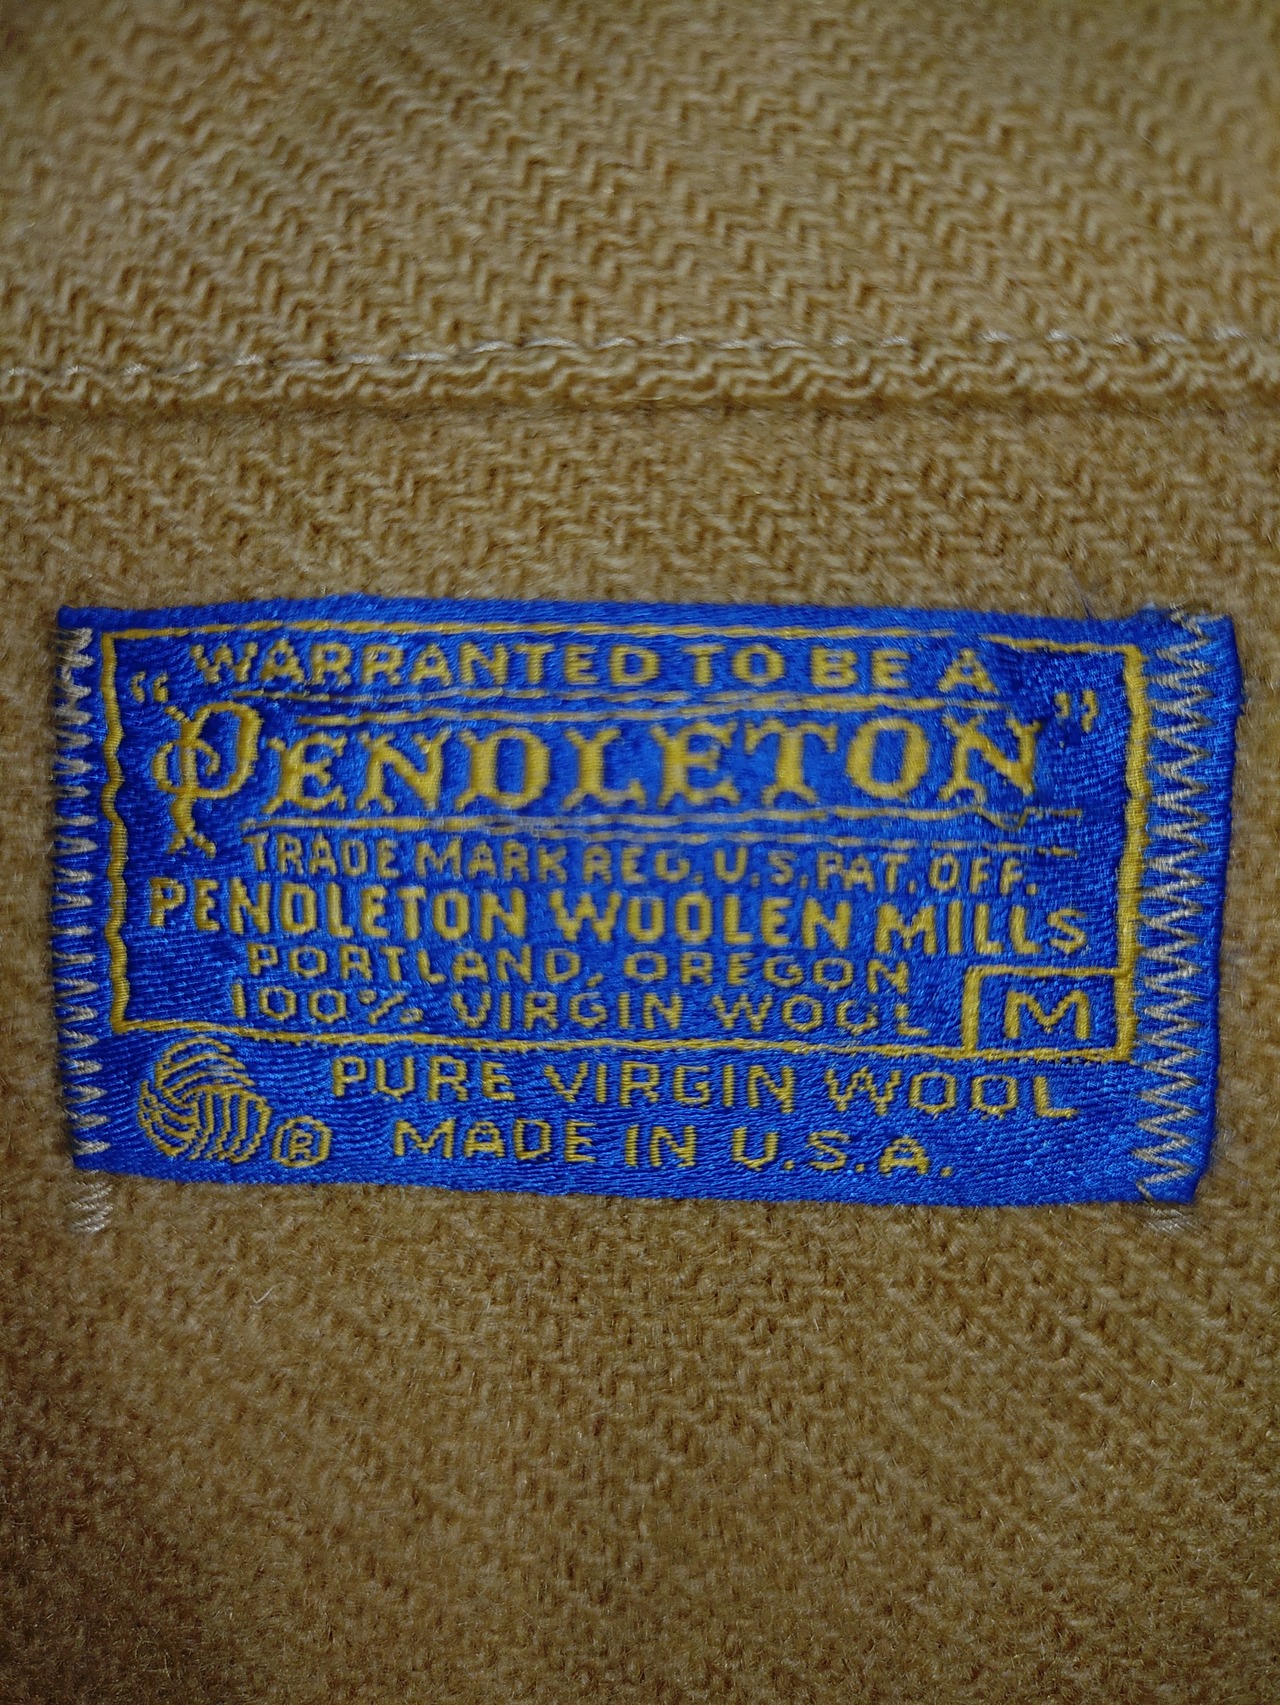 WARRANTED TO BE A
"PENDLETON"
TRADE MARK REG. U.S. PAT. OFF.
PENDLETON WOOLEN MILLS
PORTLAND, OREGON
100% VIRGIN WOOL
M
PURE VIRGIN WOOL
® MADE IN U.S.A.